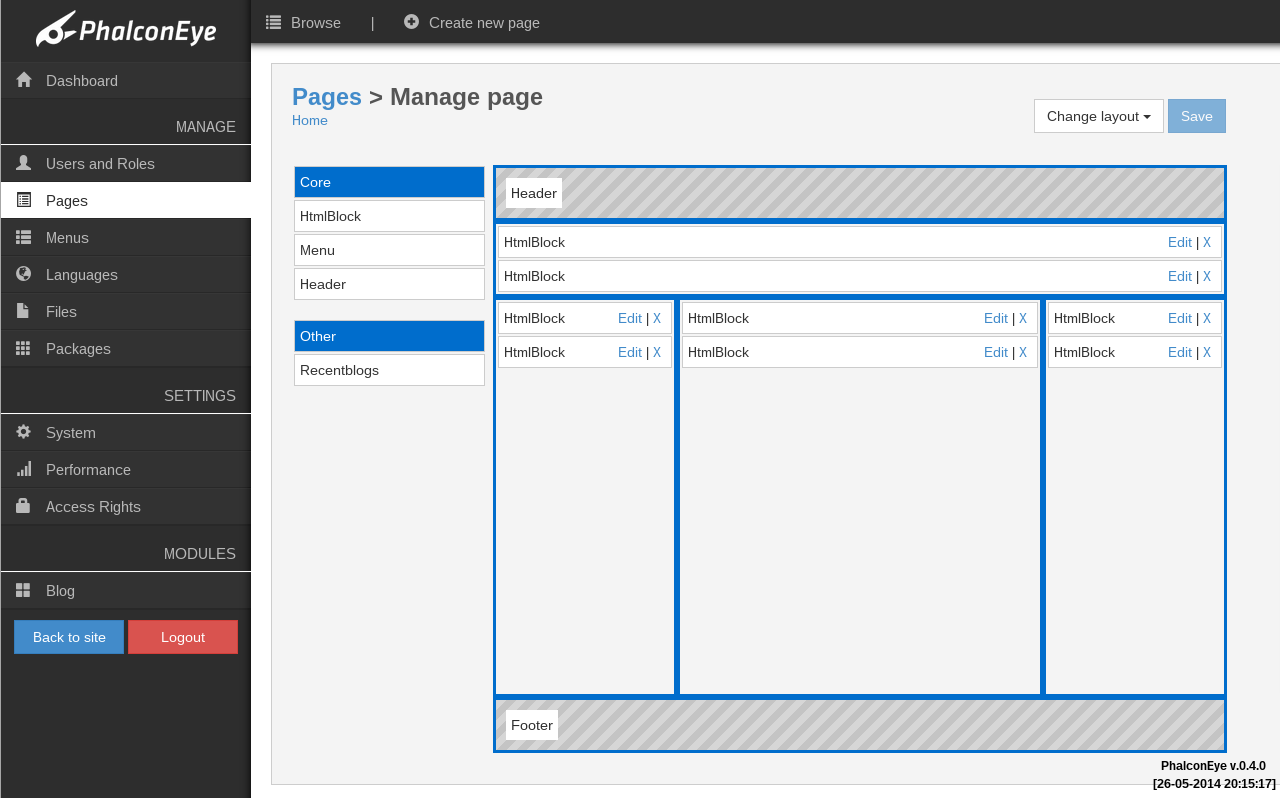 PhalconEye
Dashboard
MANAGE
Users and Roles
Pages
Menus
Languages
Files
Packages
SETTINGS
System
Performance
Access Rights
MODULES
Blog
Back to site Logout
Browse | Create new page
Pages > Manage page
Home
Change layout Save
Core
HtmlBlock
Menu
Header
Other
Recentblogs
Header
HtmlBlock Edit | X
HtmlBlock Edit | X
HtmlBlock Edit | X HtmlBlock Edit | X HtmlBlock Edit | X
HtmlBlock Edit | X HtmlBlock Edit | X HtmlBlock Edit | X
Footer
PhalconEye v.0.4.0
[26-05-2014 20:15:17]